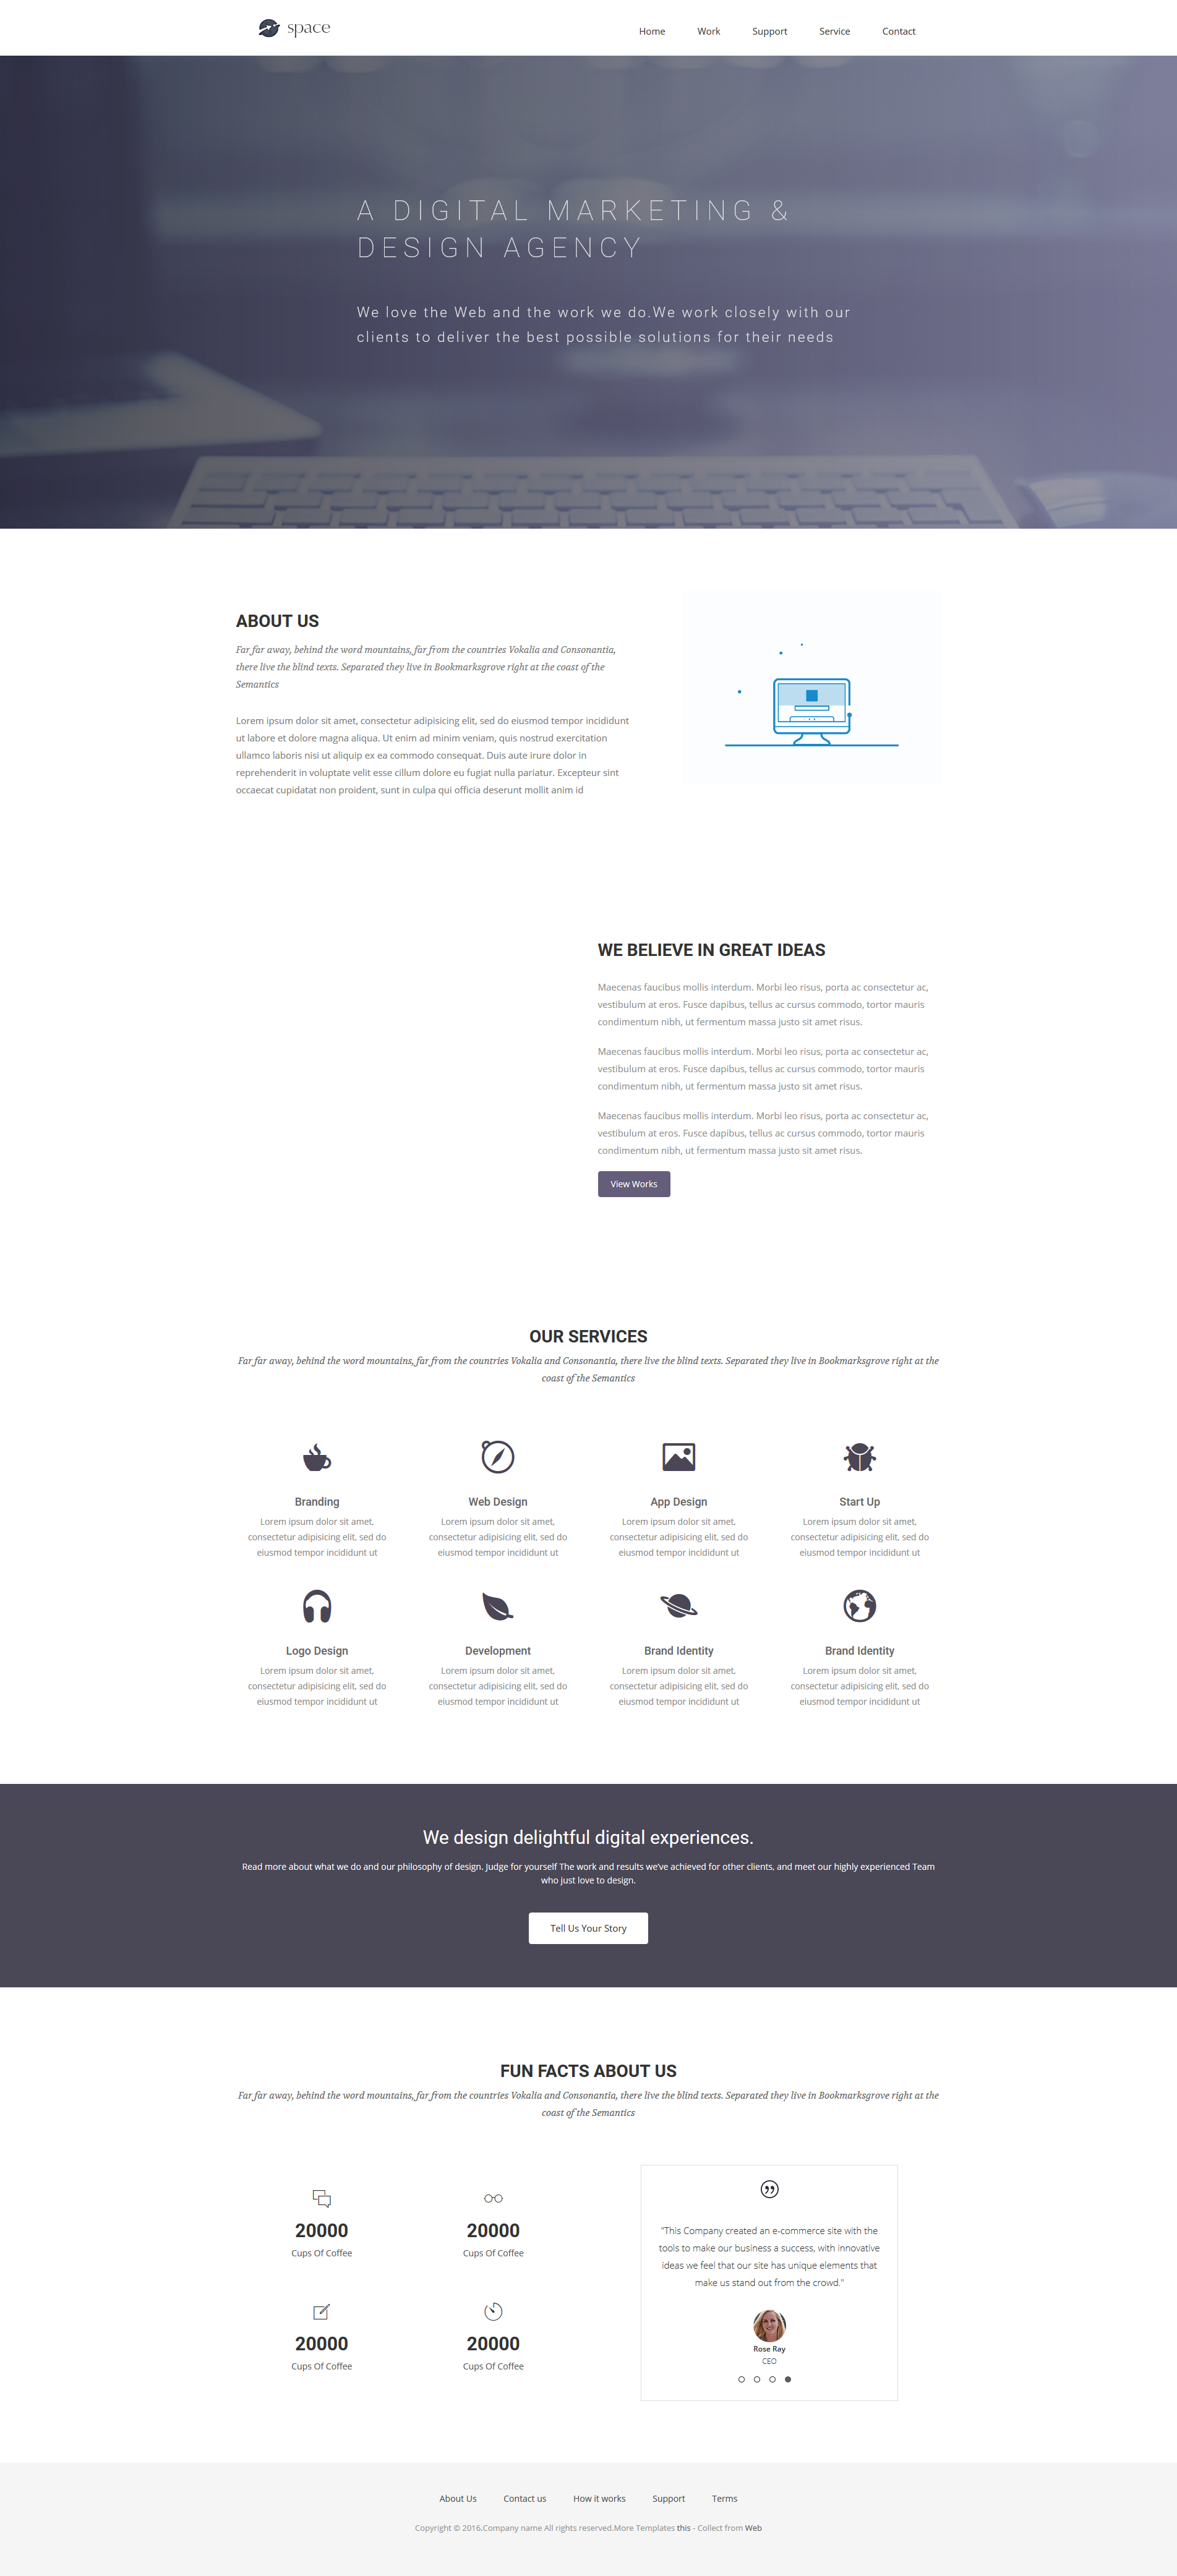 space
Home Work Support Service Contact
A DIGITAL MARKETING &
DESIGN AGENCY
We love the Web and the work we do.We work closely with our
clients to deliver the best possible solutions for their needs
ABOUT US
Far far away, behind the word mountains, far from the countries Vokalia and Consonantia,
there live the blind texts. Separated they live in Bookmarksgrove right at the coast of the
Semantics
Lorem ipsum dolor sit amet, consectetur adipisicing elit, sed do eiusmod tempor incididunt
ut labore et dolore magna aliqua. Ut enim ad minim veniam, quis nostrud exercitation
ullamco laboris nisi ut aliquip ex ea commodo consequat. Duis aute irure dolor in
reprehenderit in voluptate velit esse cillum dolore eu fugiat nulla pariatur. Excepteur sint
occaecat cupidatat non proident, sunt in culpa qui officia deserunt mollit anim id
WE BELIEVE IN GREAT IDEAS
Maecenas faucibus mollis interdum. Morbi leo risus, porta ac consectetur ac,
vestibulum at eros. Fusce dapibus, tellus ac cursus commodo, tortor mauris
condimentum nibh, ut fermentum massa justo sit amet risus.
Maecenas faucibus mollis interdum. Morbi leo risus, porta ac consectetur ac,
vestibulum at eros. Fusce dapibus, tellus ac cursus commodo, tortor mauris
condimentum nibh, ut fermentum massa justo sit amet risus.
Maecenas faucibus mollis interdum. Morbi leo risus, porta ac consectetur ac,
vestibulum at eros. Fusce dapibus, tellus ac cursus commodo, tortor mauris
condimentum nibh, ut fermentum massa justo sit amet risus.
View Works
OUR SERVICES
Far far away, behind the word mountains, far from the countries Vokalia and Consonantia, there live the blind texts. Separated they live in Bookmarksgrove right at the
coast of the Semantics
Branding
Lorem ipsum dolor sit amet,
consectetur adipisicing elit, sed do
eiusmod tempor incididunt ut
Web Design
Lorem ipsum dolor sit amet,
consectetur adipisicing elit, sed do
eiusmod tempor incididunt ut
App Design
Lorem ipsum dolor sit amet,
consectetur adipisicing elit, sed do
eiusmod tempor incididunt ut
Start Up
Lorem ipsum dolor sit amet,
consectetur adipisicing elit, sed do
eiusmod tempor incididunt ut
Logo Design
Lorem ipsum dolor sit amet,
consectetur adipisicing elit, sed do
eiusmod tempor incididunt ut
Development
Lorem ipsum dolor sit amet,
consectetur adipisicing elit, sed do
eiusmod tempor incididunt ut
Brand Identity
Lorem ipsum dolor sit amet,
consectetur adipisicing elit, sed do
eiusmod tempor incididunt ut
Brand Identity
Lorem ipsum dolor sit amet,
consectetur adipisicing elit, sed do
eiusmod tempor incididunt ut
We design delightful digital experiences.
Read more about what we do and our philosophy of design. Judge for yourself The work and results we've achieved for other clients, and meet our highly experienced Team
who just love to design.
Tell Us Your Story
FUN FACTS ABOUT US
Far far away, behind the word mountains, far from the countries Vokalia and Consonantia, there live the blind texts. Separated they live in Bookmarksgrove right at the
coast of the Semantics
20000
Cups Of Coffee
20000
Cups Of Coffee
20000
Cups Of Coffee
20000
Cups Of Coffee
"This Company created an e-commerce site with the
tools to make our business a success, with innovative
ideas we feel that our site has unique elements that
make us stand out from the crowd."
Rose Ray
CEO
About Us Contact us How it works Support Terms
Copyright © 2016.Company name All rights reserved.More Templates this - Collect from Web